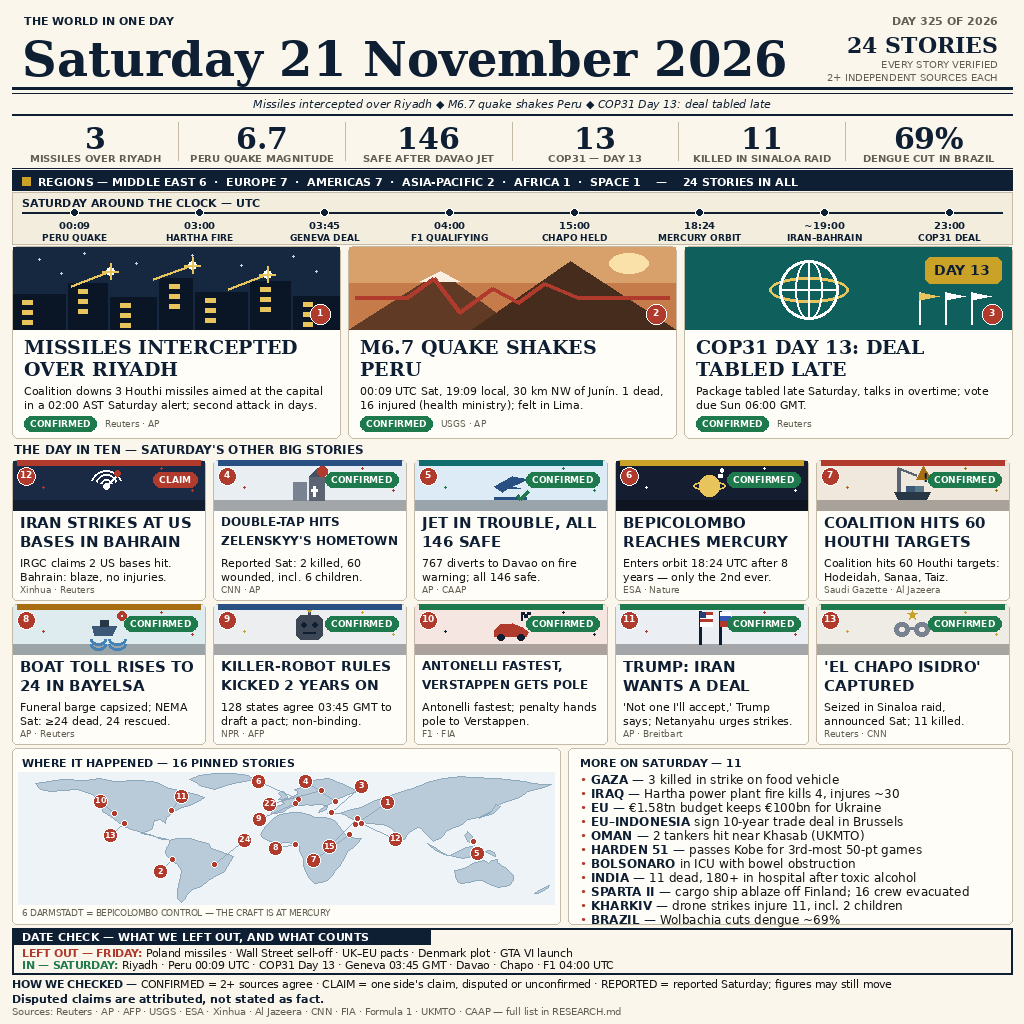 THE WORLD IN ONE DAY
DAY 325 OF 2026
Saturday 21 November 2026
24 STORIES
EVERY STORY VERIFIED
2+ INDEPENDENT SOURCES EACH
Missiles intercepted over Riyadh ◆ M6.7 quake shakes Peru ◆ COP31 Day 13: deal tabled late
3
MISSILES OVER RIYADH
6.7
PERU QUAKE MAGNITUDE
146
SAFE AFTER DAVAO JET
13
COP31 — DAY 13
11
KILLED IN SINALOA RAID
69%
DENGUE CUT IN BRAZIL
REGIONS — MIDDLE EAST 6 · EUROPE 7 · AMERICAS 7 · ASIA-PACIFIC 2 · AFRICA 1 · SPACE 1 — 24 STORIES IN ALL
SATURDAY AROUND THE CLOCK — UTC
00:09
PERU QUAKE
03:00
HARTHA FIRE
03:45
GENEVA DEAL
04:00
F1 QUALIFYING
15:00
CHAPO HELD
18:24
MERCURY ORBIT
~19:00
IRAN-BAHRAIN
23:00
COP31 DEAL
1
MISSILES INTERCEPTED
OVER RIYADH
Coalition downs 3 Houthi missiles aimed at the capital
in a 02:00 AST Saturday alert; second attack in days.
CONFIRMED Reuters · AP
2
M6.7 QUAKE SHAKES
PERU
00:09 UTC Sat, 19:09 local, 30 km NW of Junín. 1 dead,
16 injured (health ministry); felt in Lima.
CONFIRMED USGS · AP
DAY 13
3
COP31 DAY 13: DEAL
TABLED LATE
Package tabled late Saturday, talks in overtime; vote
due Sun 06:00 GMT.
CONFIRMED Reuters
THE DAY IN TEN — SATURDAY'S OTHER BIG STORIES
12
CLAIM
IRAN STRIKES AT US
BASES IN BAHRAIN
IRGC claims 2 US bases hit.
Bahrain: blaze, no injuries.
Xinhua · Reuters
4
CONFIRMED
DOUBLE-TAP HITS
ZELENSKYY'S HOMETOWN
Reported Sat: 2 killed, 60
wounded, incl. 6 children.
CNN · AP
5
CONFIRMED
JET IN TROUBLE, ALL
146 SAFE
767 diverts to Davao on fire
warning; all 146 safe.
AP · CAAP
6
CONFIRMED
BEPICOLOMBO
REACHES MERCURY
Enters orbit 18:24 UTC after 8
years — only the 2nd ever.
ESA · Nature
7
CONFIRMED
COALITION HITS 60
HOUTHI TARGETS
Coalition hits 60 Houthi targets:
Hodeidah, Sanaa, Taiz.
Saudi Gazette · Al Jazeera
8
CONFIRMED
BOAT TOLL RISES TO
24 IN BAYELSA
Funeral barge capsized; NEMA
Sat: ≥24 dead, 24 rescued.
AP · Reuters
9
CONFIRMED
KILLER-ROBOT RULES
KICKED 2 YEARS ON
128 states agree 03:45 GMT to
draft a pact; non-binding.
NPR · AFP
10
CONFIRMED
ANTONELLI FASTEST,
VERSTAPPEN GETS POLE
Antonelli fastest; penalty hands
pole to Verstappen.
F1 · FIA
11
CONFIRMED
TRUMP: IRAN
WANTS A DEAL
'Not one I'll accept,' Trump
says; Netanyahu urges strikes.
AP · Breitbart
13
CONFIRMED
'EL CHAPO ISIDRO'
CAPTURED
Seized in Sinaloa raid,
announced Sat; 11 killed.
Reuters · CNN
WHERE IT HAPPENED — 16 PINNED STORIES
6
4
3
10
11
22
1
9
13
24
12
8
15
5
7
2
6 DARMSTADT = BEPICOLOMBO CONTROL — THE CRAFT IS AT MERCURY
MORE ON SATURDAY — 11
• GAZA — 3 killed in strike on food vehicle
• IRAQ — Hartha power plant fire kills 4, injures ~30
• EU — €1.58tn budget keeps €100bn for Ukraine
• EU–INDONESIA sign 10-year trade deal in Brussels
• OMAN — 2 tankers hit near Khasab (UKMTO)
• HARDEN 51 — passes Kobe for 3rd-most 50-pt games
• BOLSONARO in ICU with bowel obstruction
• INDIA — 11 dead, 180+ in hospital after toxic alcohol
• SPARTA II — cargo ship ablaze off Finland; 16 crew evacuated
• KHARKIV — drone strikes injure 11, incl. 2 children
• BRAZIL — Wolbachia cuts dengue ~69%
DATE CHECK — WHAT WE LEFT OUT, AND WHAT COUNTS
LEFT OUT — FRIDAY: Poland missiles · Wall Street sell-off · UK–EU pacts · Denmark plot · GTA VI launch
IN — SATURDAY: Riyadh · Peru 00:09 UTC · COP31 Day 13 · Geneva 03:45 GMT · Davao · Chapo · F1 04:00 UTC
HOW WE CHECKED — CONFIRMED = 2+ sources agree · CLAIM = one side's claim, disputed or unconfirmed · REPORTED = reported Saturday; figures may still move
Disputed claims are attributed, not stated as fact.
Sources: Reuters · AP · AFP · USGS · ESA · Xinhua · Al Jazeera · CNN · FIA · Formula 1 · UKMTO · CAAP — full list in RESEARCH.md